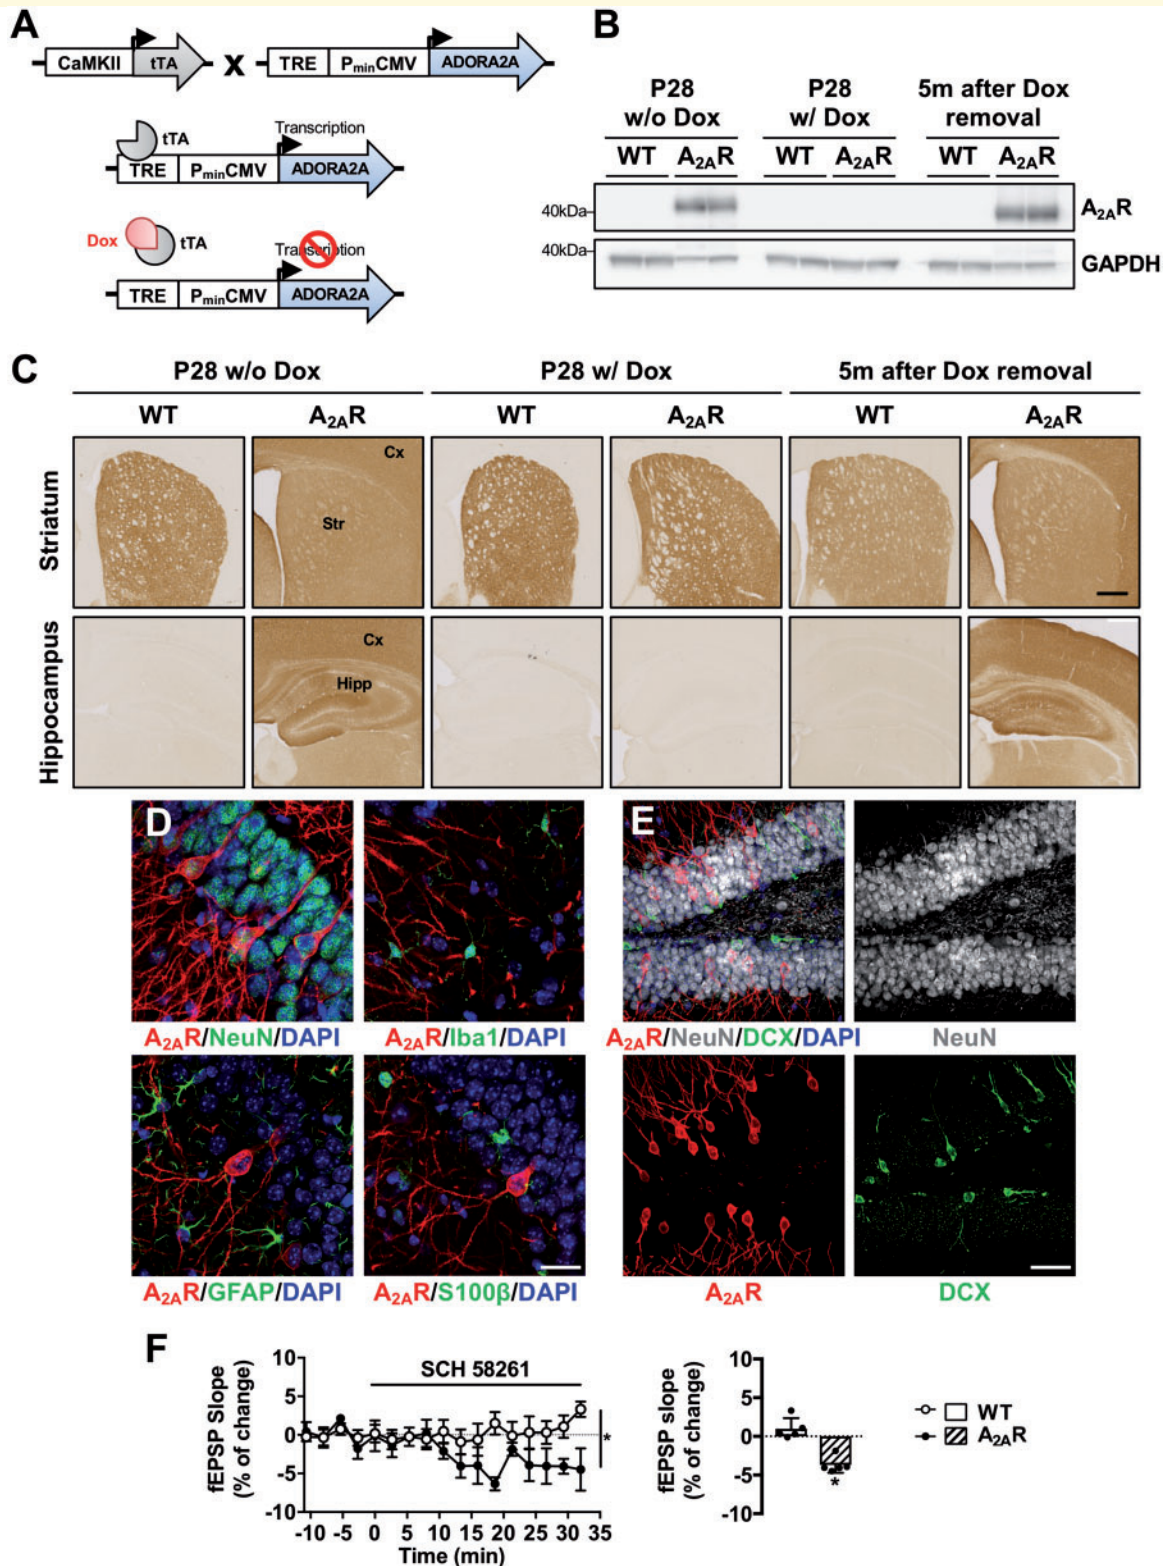 A
CaMKII tTA X TRE PminCMV ADORA2A
tTA Transcription
TRE PminCMV ADORA2A
Dox tTA Transcription
TRE PminCMV ADORA2A
B
P28 w/o Dox P28 w/ Dox 5m after Dox removal
WT A2AR WT A2AR WT A2AR
40kDa A2AR
40kDa GAPDH
C
P28 w/o Dox P28 w/ Dox 5m after Dox removal
WT A2AR WT A2AR WT A2AR
Striatum
Cx
Str
Hippocampus
Cx
Hipp
D
A2AR/NeuN/DAPI A2AR/Iba1/DAPI
A2AR/GFAP/DAPI A2AR/S100β/DAPI
E
A2AR/NeuN/DCX/DAPI NeuN
A2AR DCX
F
fEPSP Slope
(% of change)
10
5
0
-5
-10
SCH 58261
*
-10 -5 0 5 10 15 20 25 30 35
Time (min)
fEPSP slope
(% of change)
10
5
0
-5
-10
*
WT
A2AR